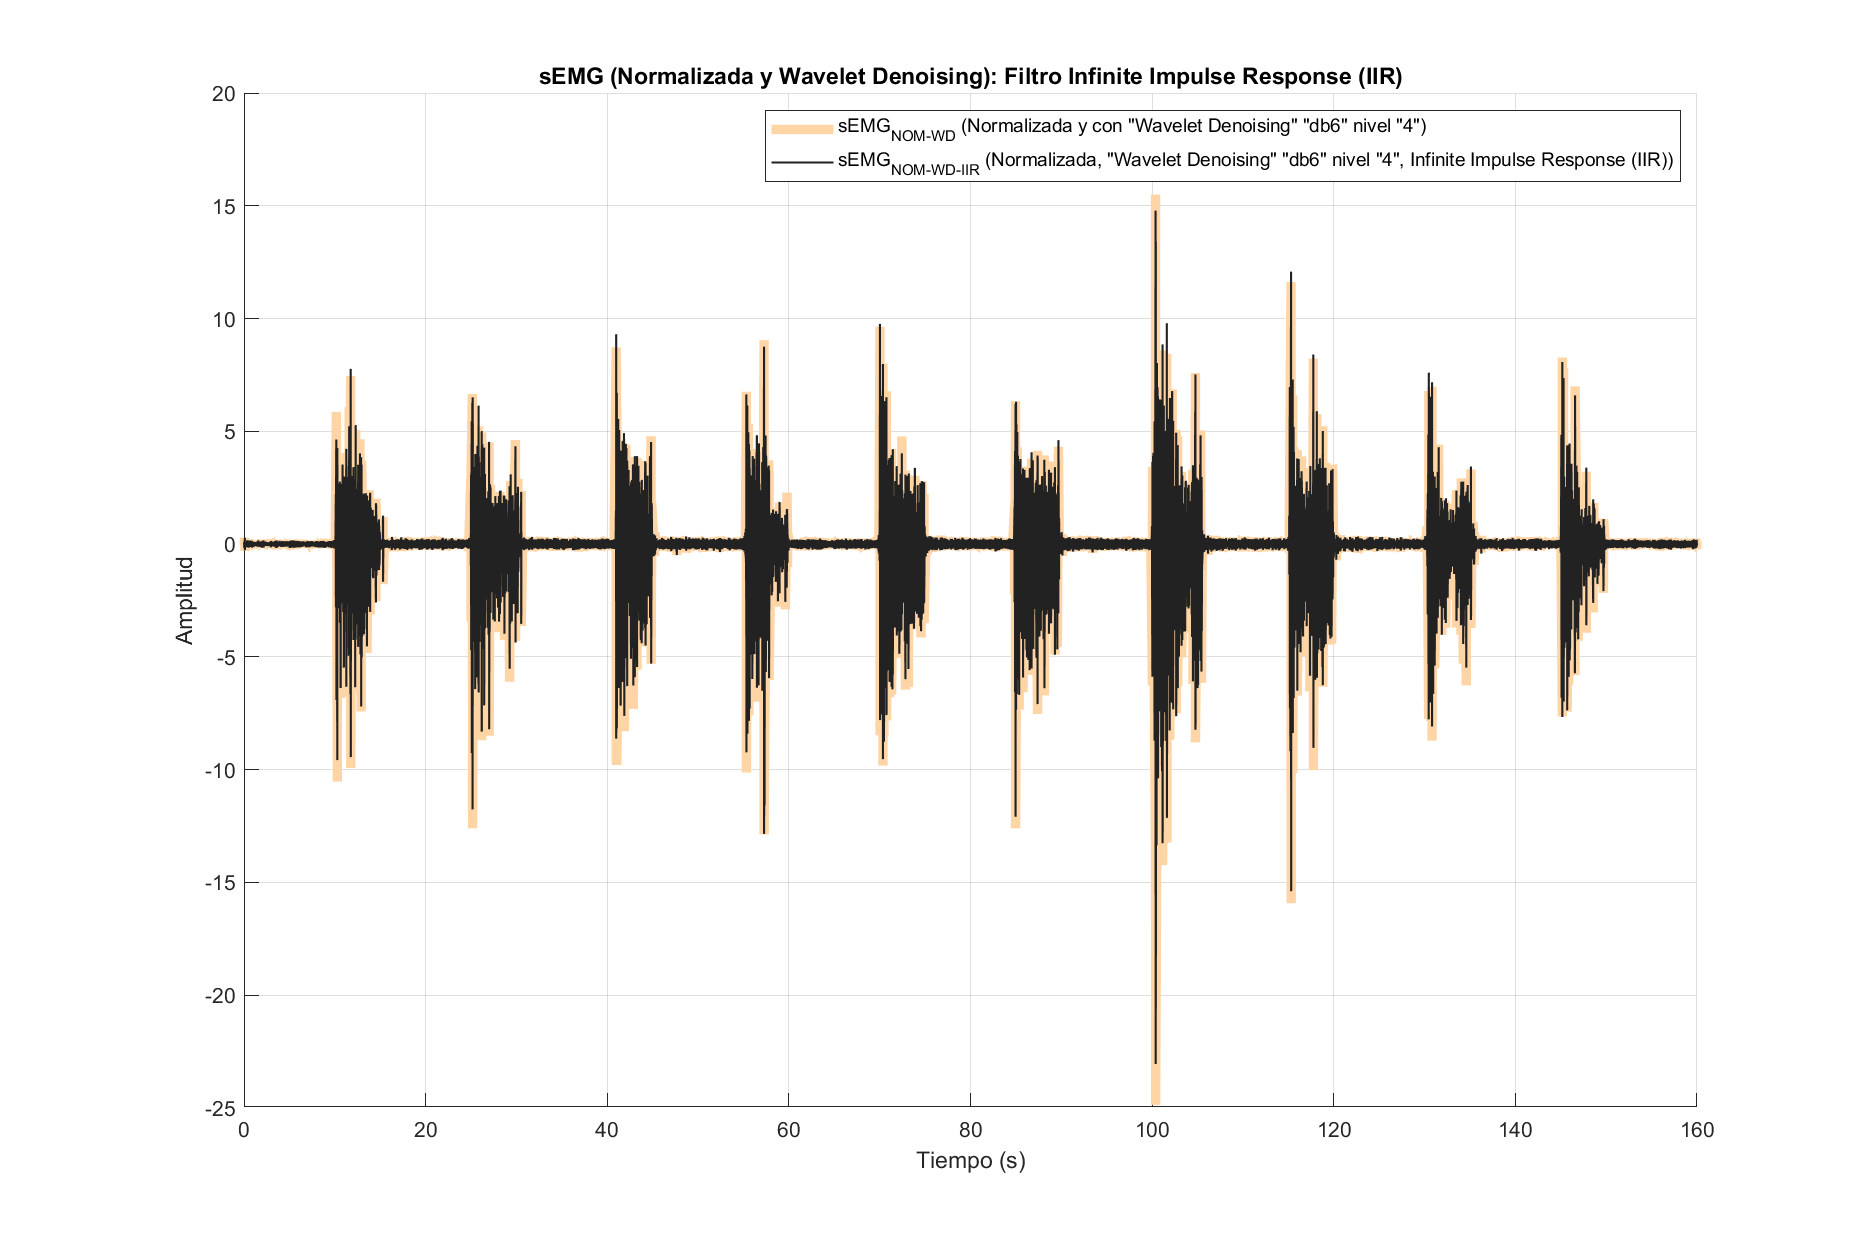 sEMG (Normalizada y Wavelet Denoising): Filtro Infinite Impulse Response (IIR)
sEMG_NOM-WD (Normalizada y con "Wavelet Denoising" "db6" nivel "4")
sEMG_NOM-WD-IIR (Normalizada, "Wavelet Denoising" "db6" nivel "4", Infinite Impulse Response (IIR))
20
15
10
5
0
-5
-10
-15
-20
-25
Amplitud
0 20 40 60 80 100 120 140 160
Tiempo (s)